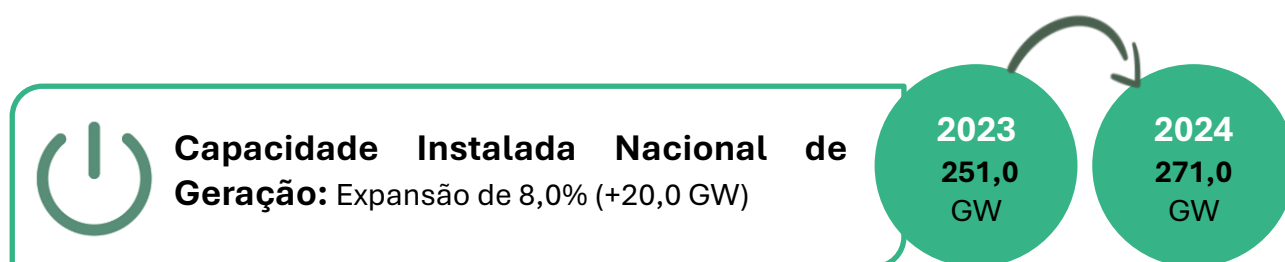 Capacidade Instalada Nacional de
Geração: Expansão de 8,0% (+20,0 GW)
2023
251,0
GW
2024
271,0
GW